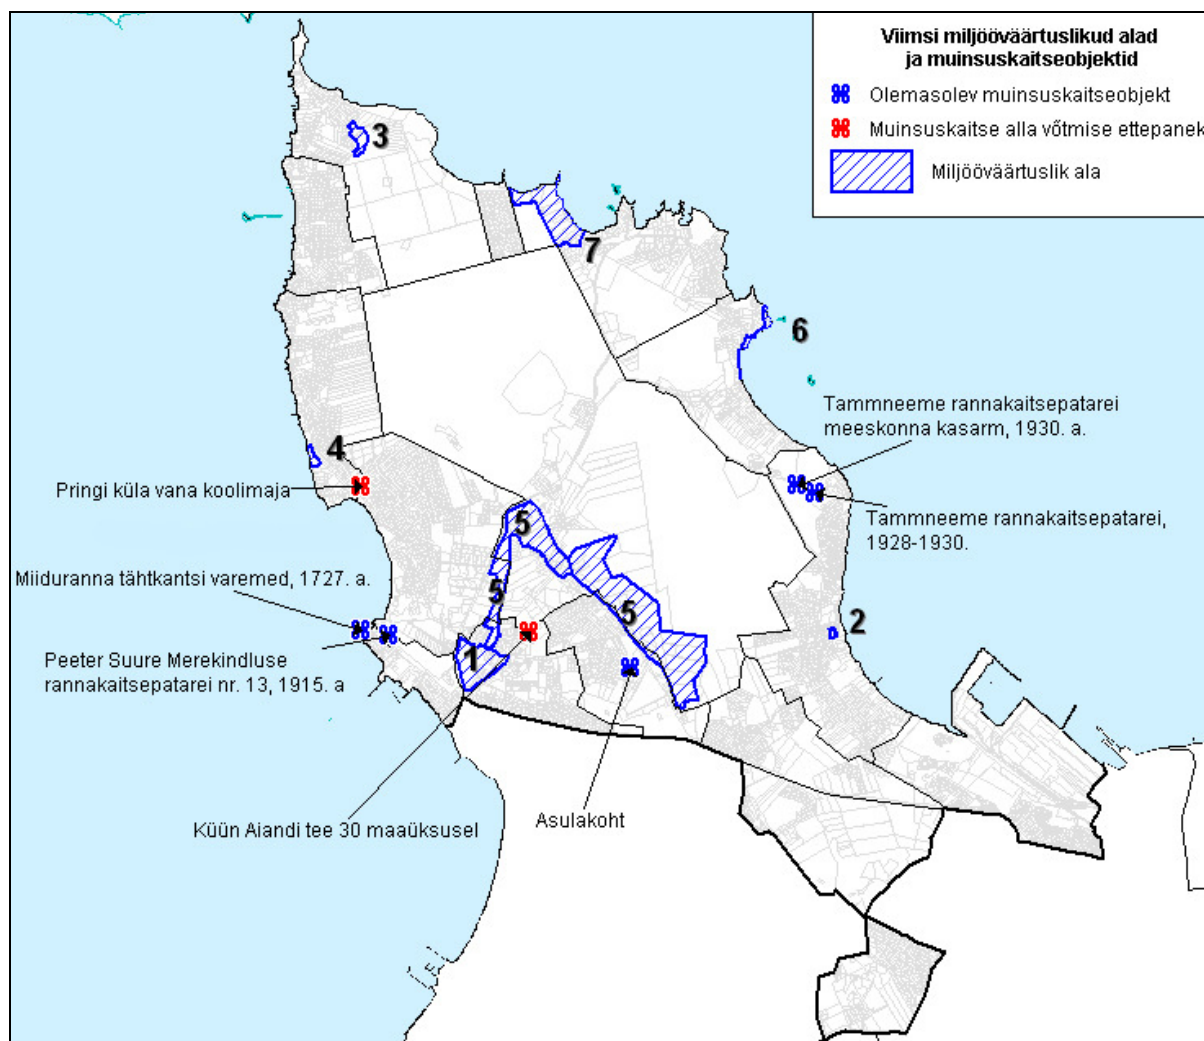 Viimsi miljööväärtuslikud alad
ja muinsuskaitseobjektid
Olemasolev muinsuskaitseobjekt
Muinsuskaitse alla võtmise ettepanek
Miljööväärtuslik ala
3
7
6
Tammneeme rannakaitsepatarei
meeskonna kasarm, 1930. a.
4
Pringi küla vana koolimaja
Tammneeme rannakaitsepatarei,
1928-1930.
5
Miiduranna tähtkantsi varemed, 1727. a.
5
5
2
1
Peeter Suure Merekindluse
rannakaitsepatarei nr. 13, 1915. a
Küün Aiandi tee 30 maaüksusel
Asulakoht